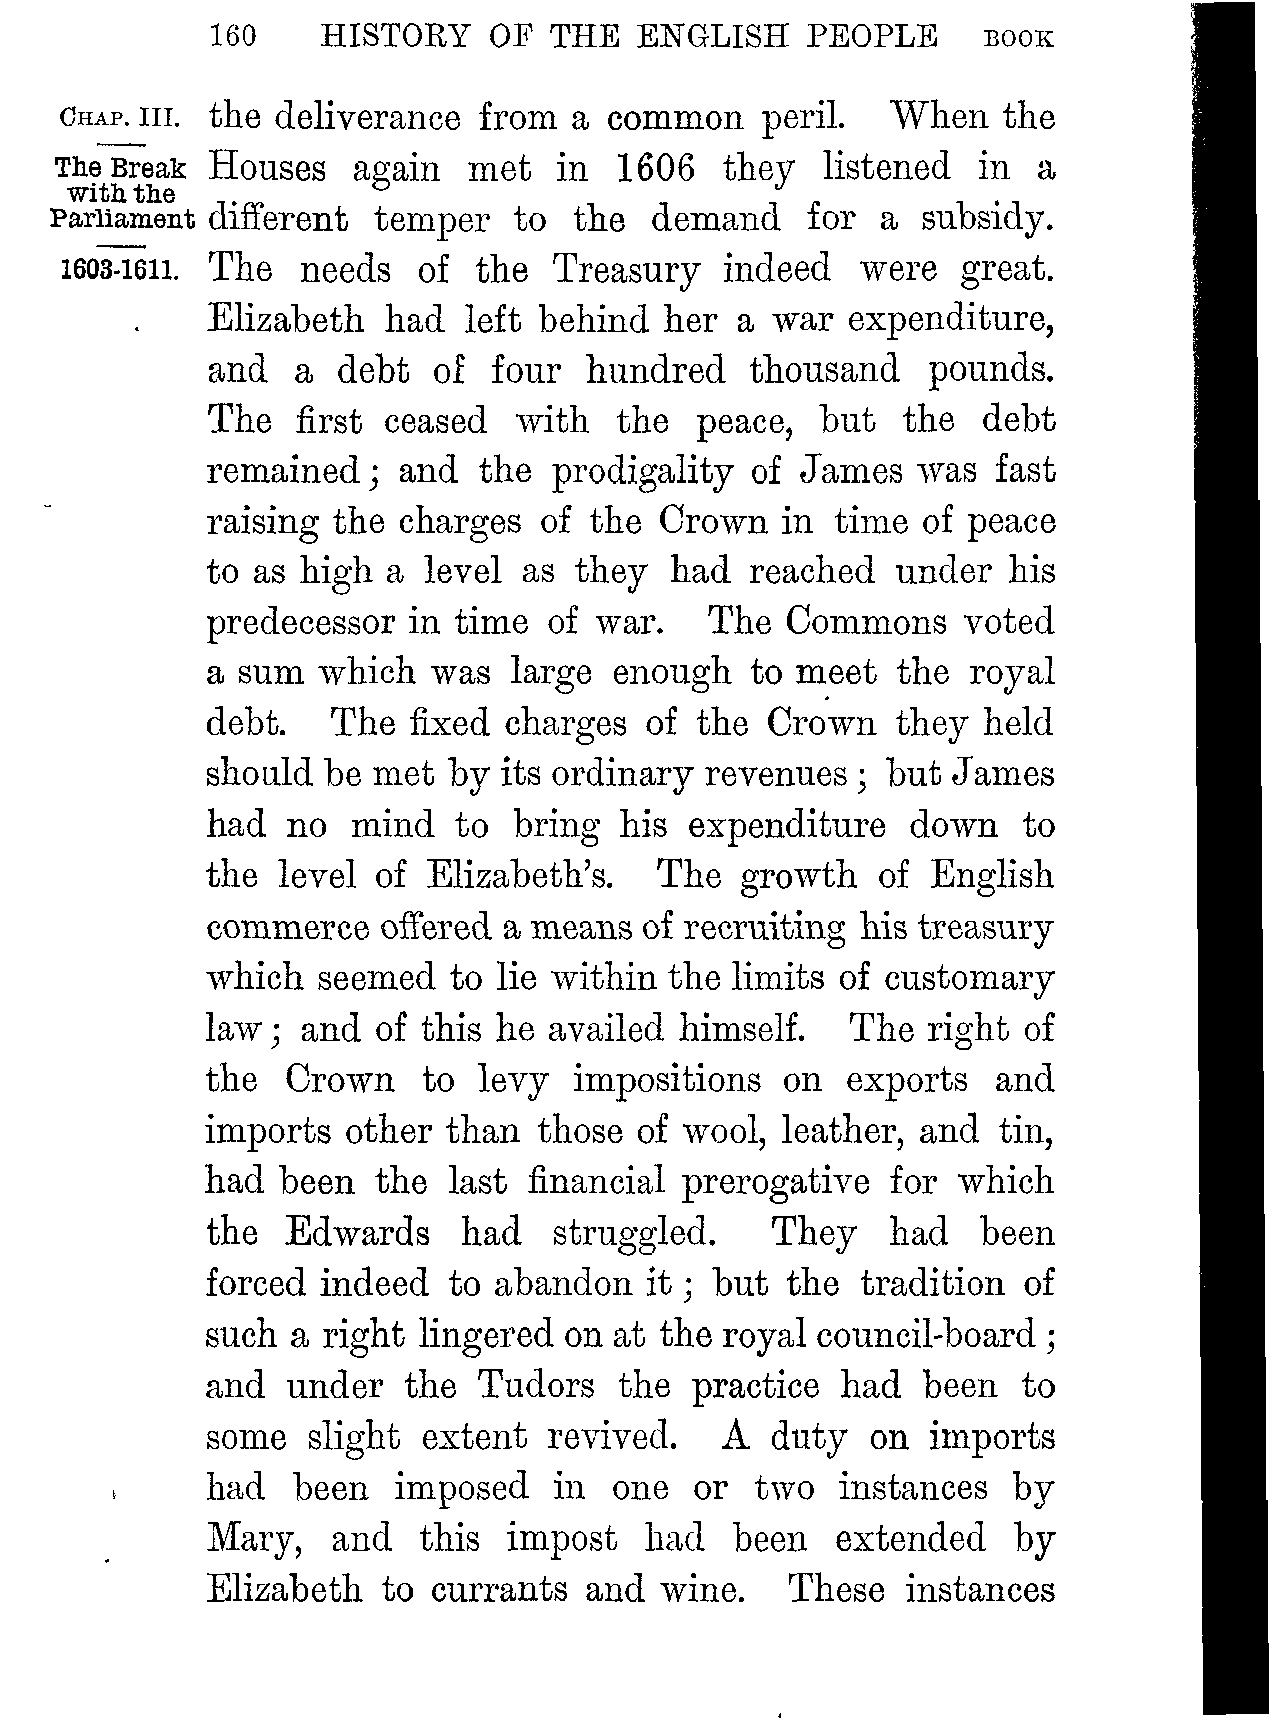 160 HISTORY OF THE ENGLISH PEOPLE BOOK
CHAP. III.
The Break
with the
Parliament
1603-1611.
the deliverance from a common peril. When the
Houses again met in 1606 they listened in a
different temper to the demand for a subsidy.
The needs of the Treasury indeed were great.
Elizabeth had left behind her a war expenditure,
and a debt of four hundred thousand pounds.
The first ceased with the peace, but the debt
remained; and the prodigality of James was fast
raising the charges of the Crown in time of peace
to as high a level as they had reached under his
predecessor in time of war. The Commons voted
a sum which was large enough to meet the royal
debt. The fixed charges of the Crown they held
should be met by its ordinary revenues; but James
had no mind to bring his expenditure down to
the level of Elizabeth's. The growth of English
commerce offered a means of recruiting his treasury
which seemed to lie within the limits of customary
law; and of this he availed himself. The right of
the Crown to levy impositions on exports and
imports other than those of wool, leather, and tin,
had been the last financial prerogative for which
the Edwards had struggled. They had been
forced indeed to abandon it; but the tradition of
such a right lingered on at the royal council-board;
and under the Tudors the practice had been to
some slight extent revived. A duty on imports
had been imposed in one or two instances by
Mary, and this impost had been extended by
Elizabeth to currants and wine. These instances